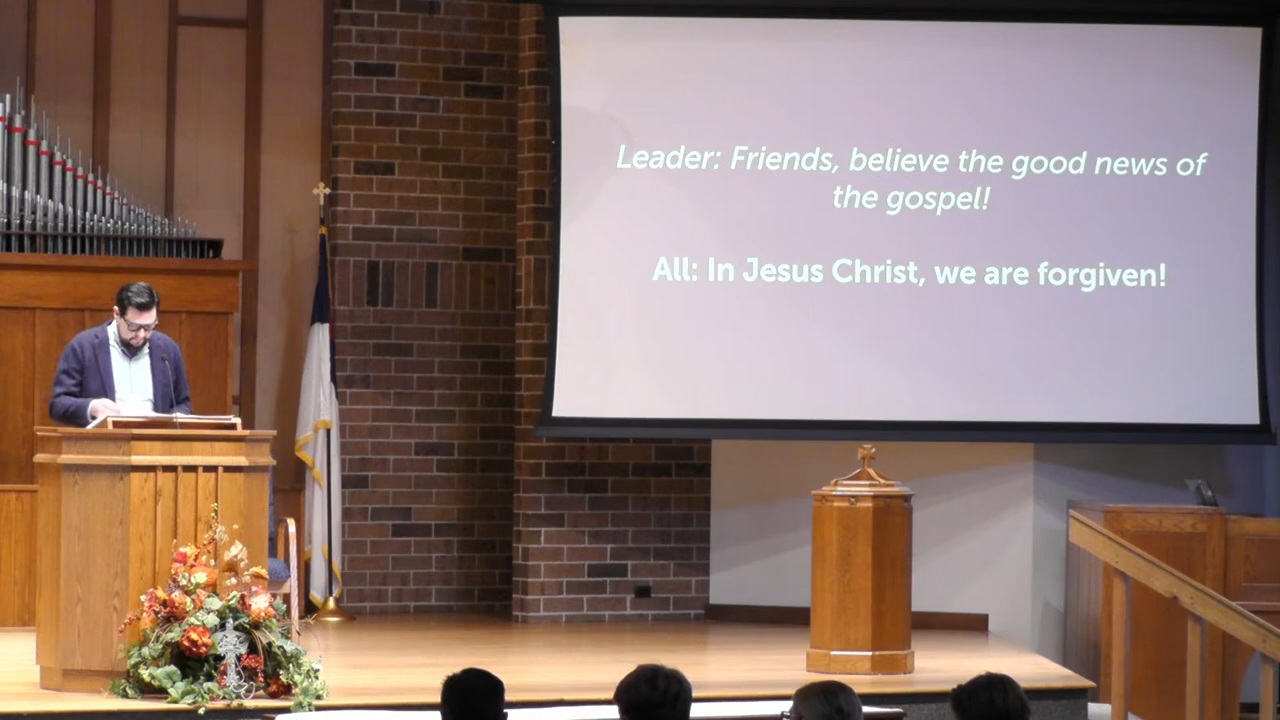 Leader: Friends, believe the good news of
the gospel!
All: In Jesus Christ, we are forgiven!